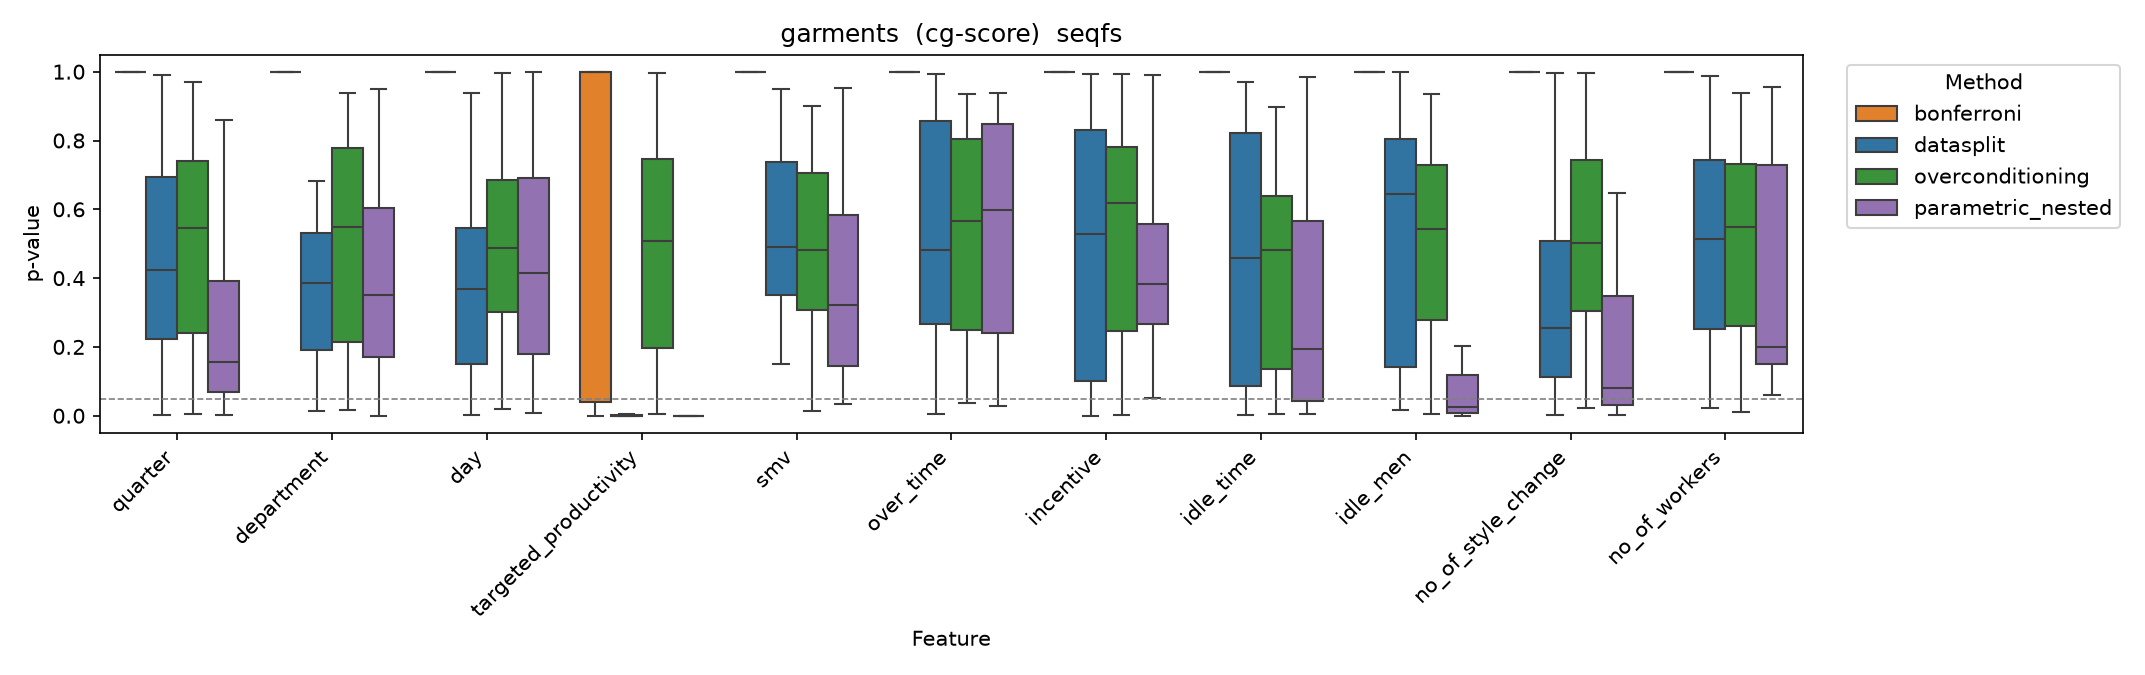 garments (cg-score) seqfs
p-value
1.0
0.8
0.6
0.4
0.2
0.0
quarter
department
day
targeted_productivity
smv
over_time
incentive
idle_time
idle_men
no_of_style_change
no_of_workers
Feature
Method
bonferroni
datasplit
overconditioning
parametric_nested